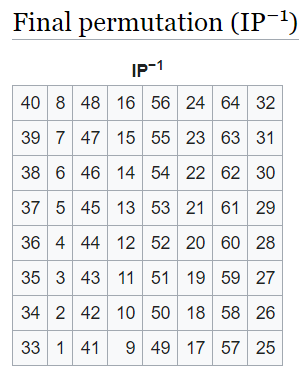 Final permutation (IP⁻¹)
IP⁻¹
40 8 48 16 56 24 64 32
39 7 47 15 55 23 63 31
38 6 46 14 54 22 62 30
37 5 45 13 53 21 61 29
36 4 44 12 52 20 60 28
35 3 43 11 51 19 59 27
34 2 42 10 50 18 58 26
33 1 41 9 49 17 57 25